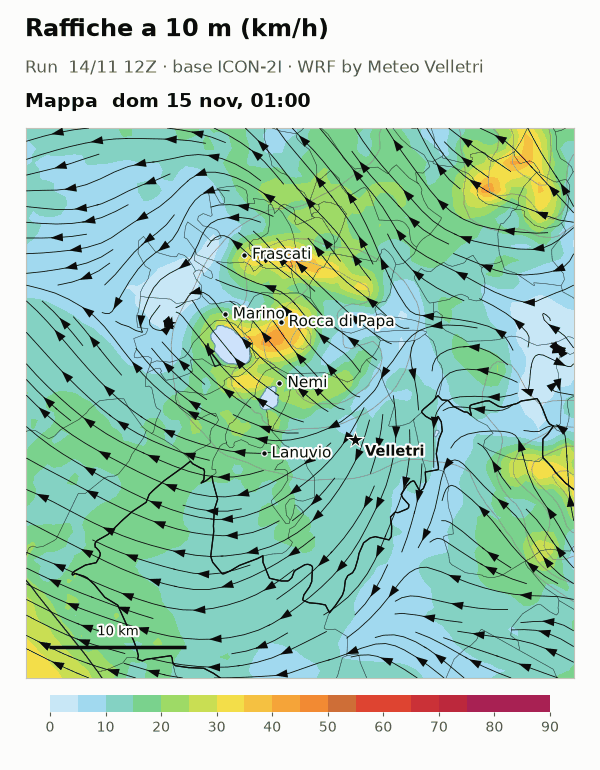 Raffiche a 10 m (km/h)
Run  14/11 12Z · base ICON-2I · WRF by Meteo Velletri
Mappa  dom 15 nov, 01:00
Frascati
Marino
Rocca di Papa
Nemi
Velletri
Lanuvio
10 km
0 10 20 30 40 50 60 70 80 90